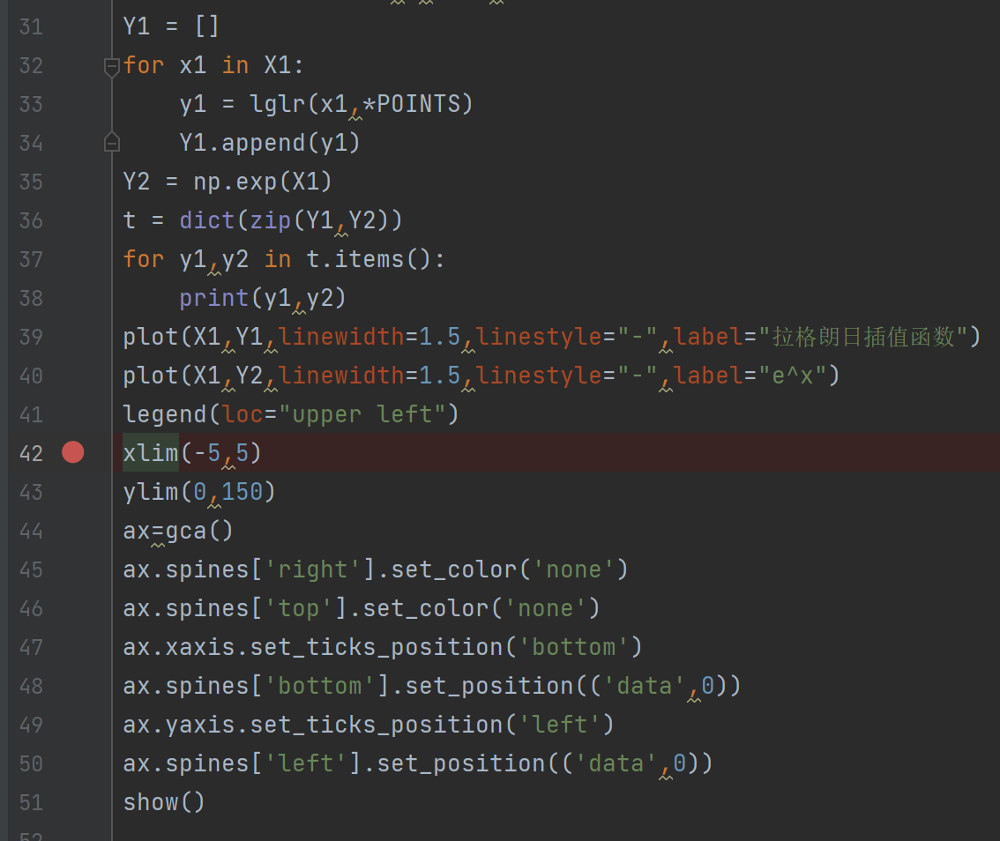 31 Y1 = []
32 for x1 in X1:
33 y1 = lglr(x1,*POINTS)
34 Y1.append(y1)
35 Y2 = np.exp(X1)
36 t = dict(zip(Y1,Y2))
37 for y1,y2 in t.items():
38 print(y1,y2)
39 plot(X1,Y1,linewidth=1.5,linestyle="-",label="拉格朗日插值函数")
40 plot(X1,Y2,linewidth=1.5,linestyle="-",label="e^x")
41 legend(loc="upper left")
42 xlim(-5,5)
43 ylim(0,150)
44 ax=gca()
45 ax.spines['right'].set_color('none')
46 ax.spines['top'].set_color('none')
47 ax.xaxis.set_ticks_position('bottom')
48 ax.spines['bottom'].set_position(('data',0))
49 ax.yaxis.set_ticks_position('left')
50 ax.spines['left'].set_position(('data',0))
51 show()
52